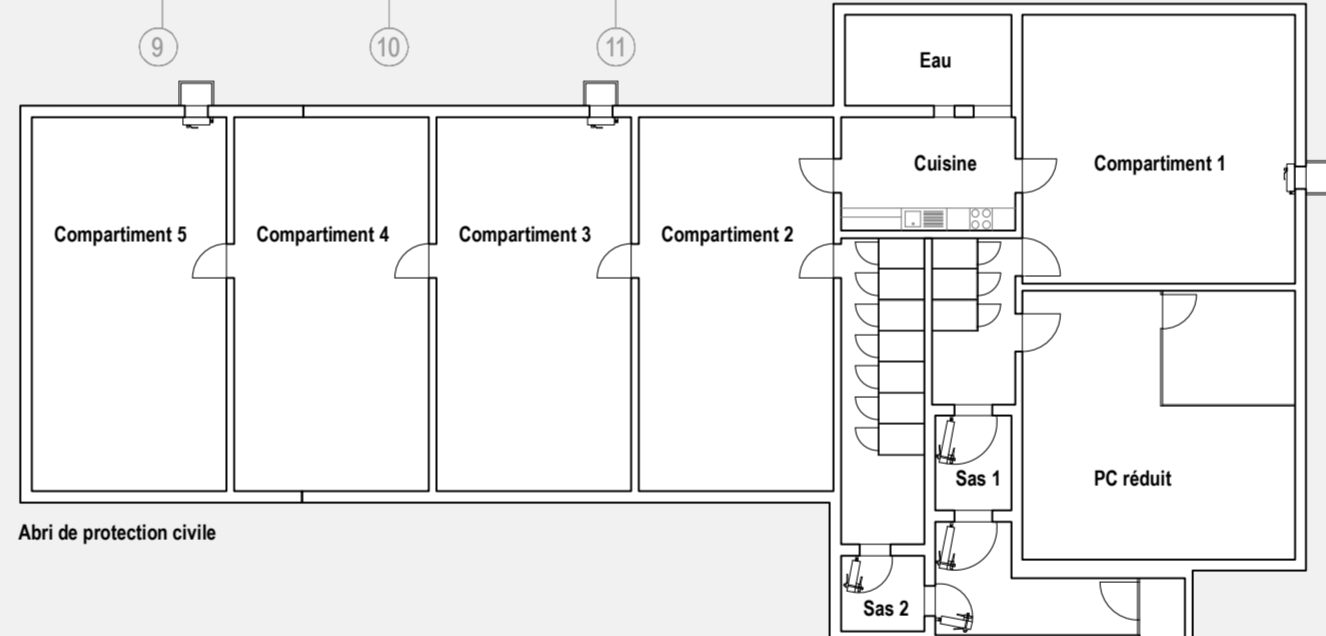 9
10
11
Eau
Cuisine
Compartiment 1
Compartiment 5
Compartiment 4
Compartiment 3
Compartiment 2
Sas 1
PC réduit
Abri de protection civile
Sas 2